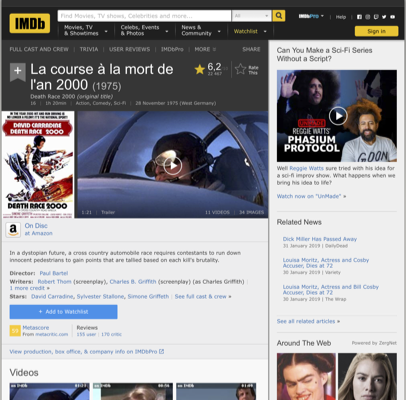 IMDb
Find Movies, TV shows, Celebrities and more...
All
IMDbPro
Help
Movies, TV
& Showtimes
Celebs, Events
& Photos
News &
Community
Watchlist
Sign in
FULL CAST AND CREW
TRIVIA
USER REVIEWS
IMDbPro
MORE
SHARE
La course à la mort de
l'an 2000 (1975)
Death Race 2000 (original title)
16 | 1h 20min | Action, Comedy, Sci-Fi | 28 November 1975 (West Germany)
6,2
Rate
This
DAVID CARRADINE
DEATH RACE 2000
DEATH RACE 2000
1:21 | Trailer
11 VIDEOS | 34 IMAGES
On Disc
at Amazon
In a dystopian future, a cross country automobile race requires contestants to run down
innocent pedestrians to gain points that are tallied based on each kill's brutality.
Director: Paul Bartel
Writers: Robert Thom (screenplay), Charles B. Griffith (screenplay) (as Charles Griffith) |
1 more credit »
Stars: David Carradine, Sylvester Stallone, Simone Griffeth | See full cast & crew »
+ Add to Watchlist
Metascore
From metacritic.com
Reviews
155 user | 176 critic
View production, box office, & company info on IMDbPro
Videos
Can You Make a Sci-Fi Series
Without a Script?
REGGIE WATTS'
PHASIUM
PROTOCOL
Well Reggie Watts sure tried with his idea for
a sci-fi improv show. What happens when we
bring his idea to life?
Watch now on "UnMade" »
Related News
Dick Miller Has Passed Away
31 January 2019 | DailyDead
Louisa Moritz, Actress and Cosby
Accuser, Dies at 72
30 January 2019 | Variety
Louisa Moritz, Actress and Bill Cosby
Accuser, Dies at 72
31 January 2019 | The Wrap
See all related articles »
Around The Web
Powered by ZergNet